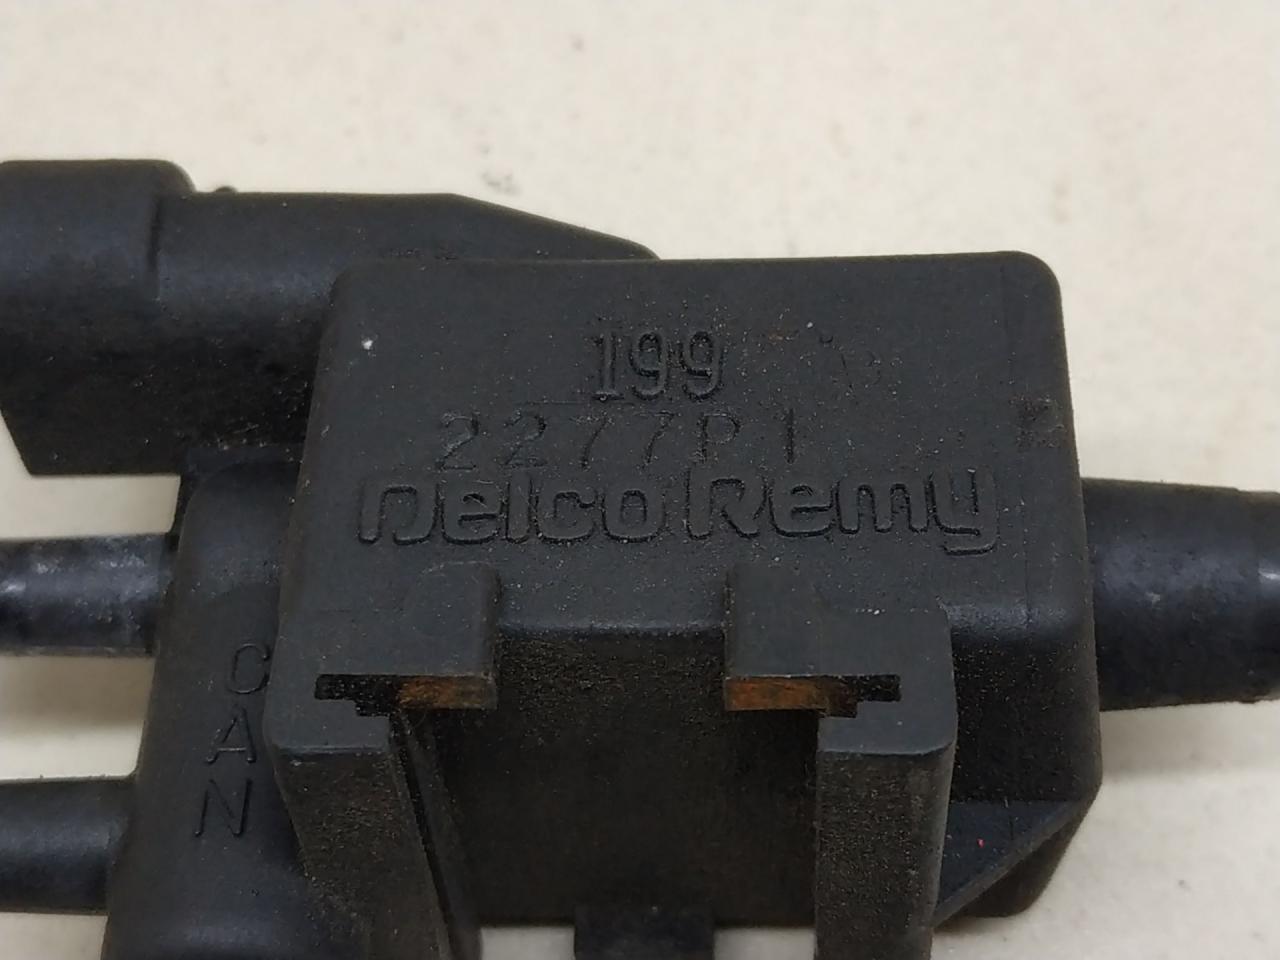 199
2277P1
Delco Remy
CAN